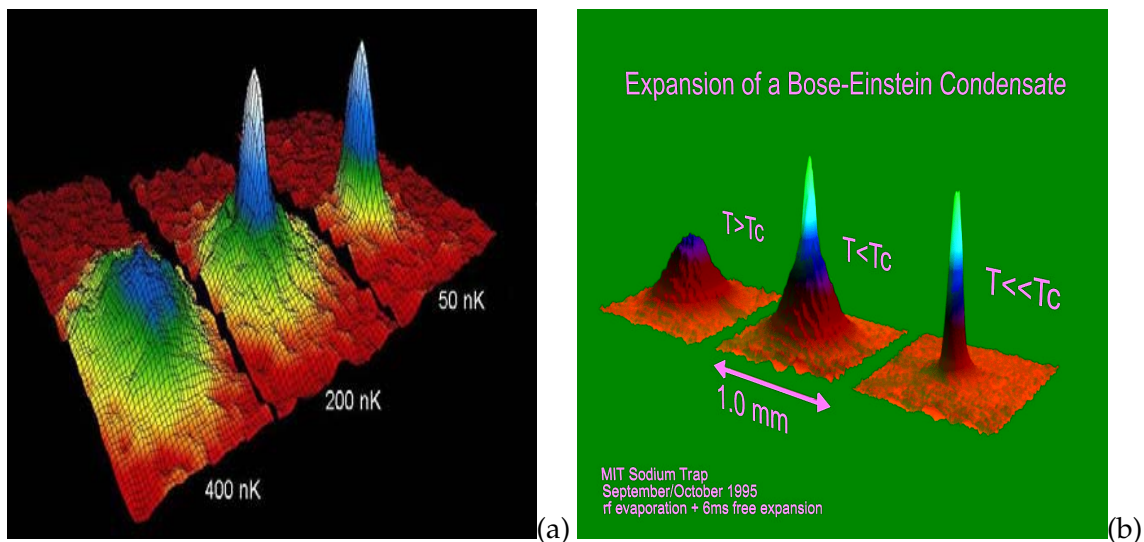 50 nK
200 nK
400 nK
(a)
Expansion of a Bose-Einstein Condensate
T>Tc
T<Tc
T<<Tc
1.0 mm
MIT Sodium Trap
September/October 1995
rf evaporation + 6ms free expansion
(b)